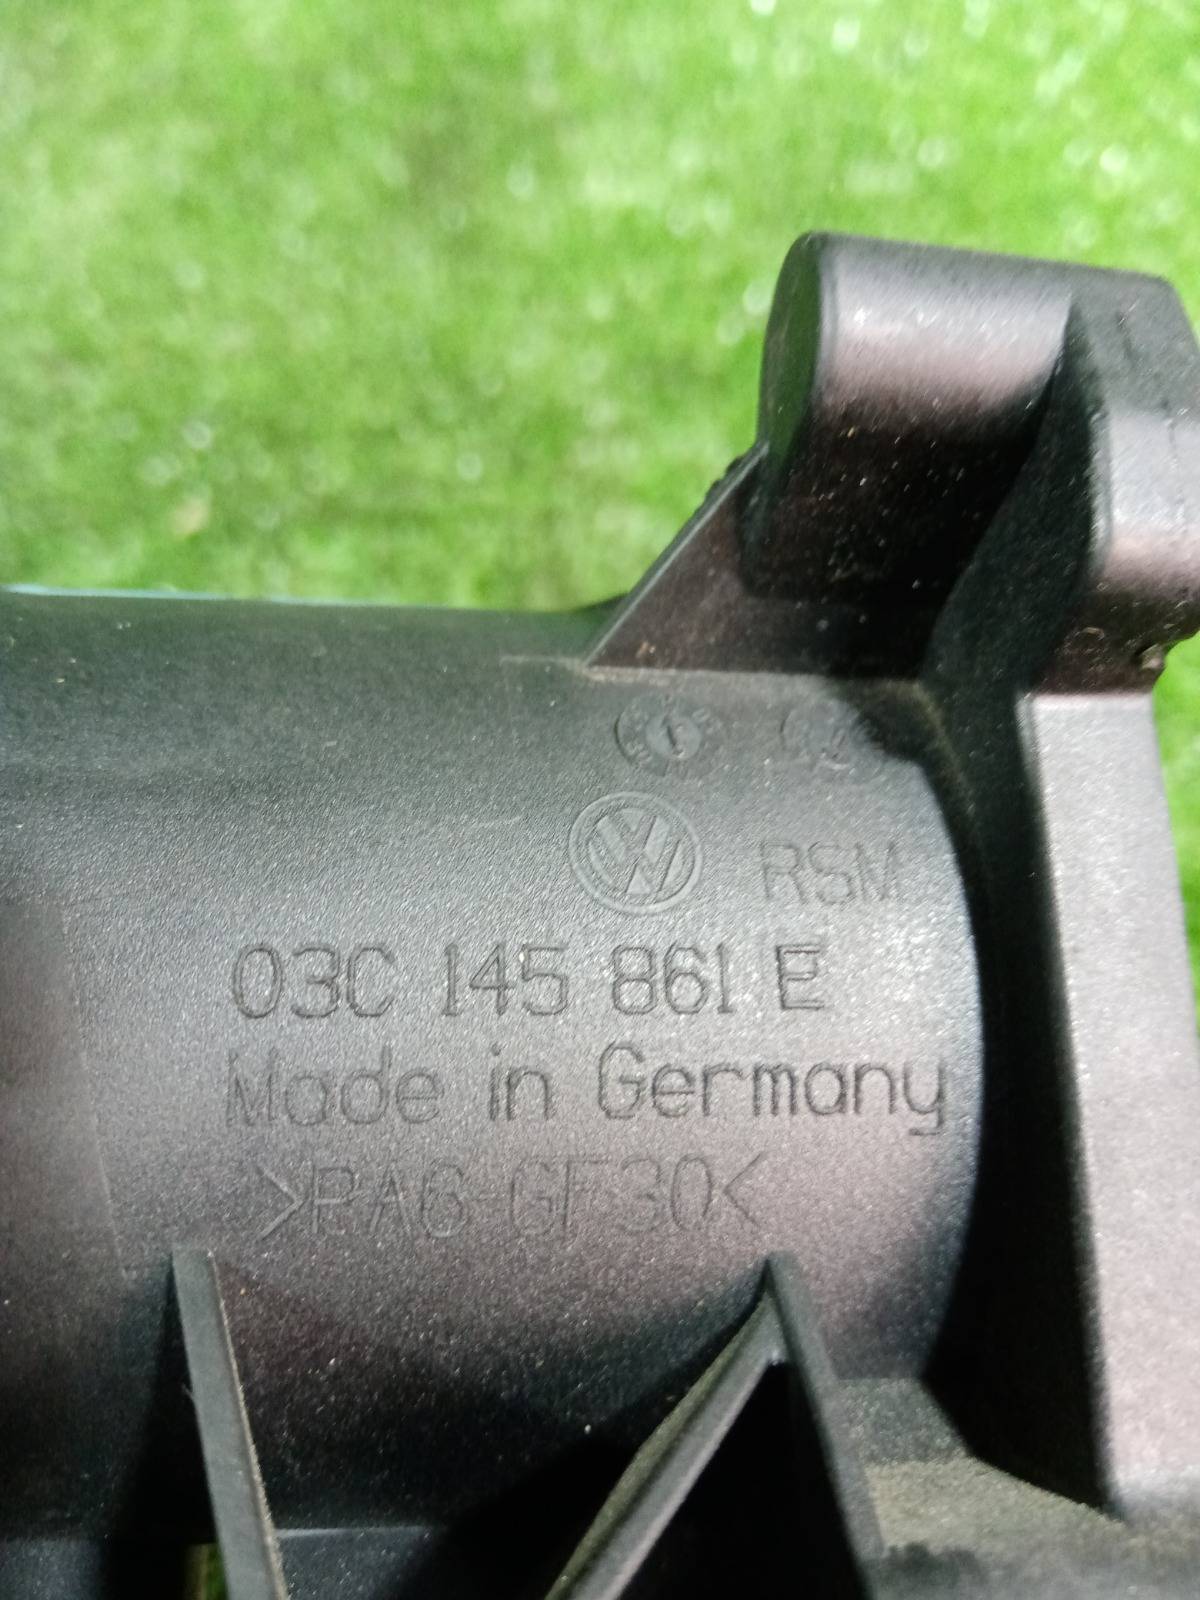 RSM
03C 145 861 E
Made in Germany
>PA6-GF30<